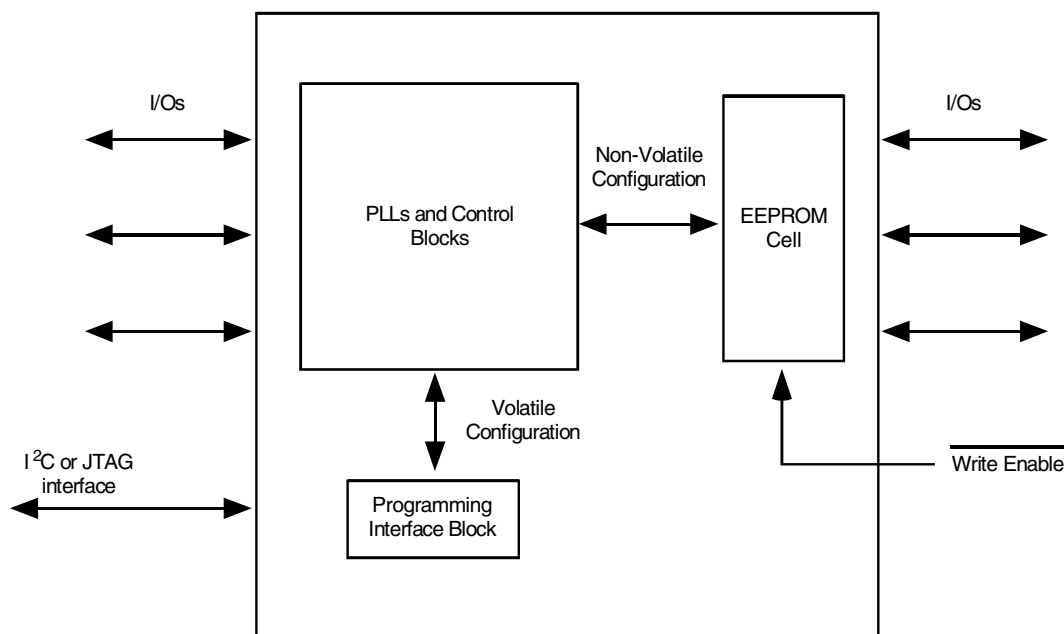 I/Os
I/Os
Non-Volatile
Configuration
PLLs and Control
Blocks
EEPROM
Cell
Volatile
Configuration
I²C or JTAG
interface
Write Enable
Programming
Interface Block